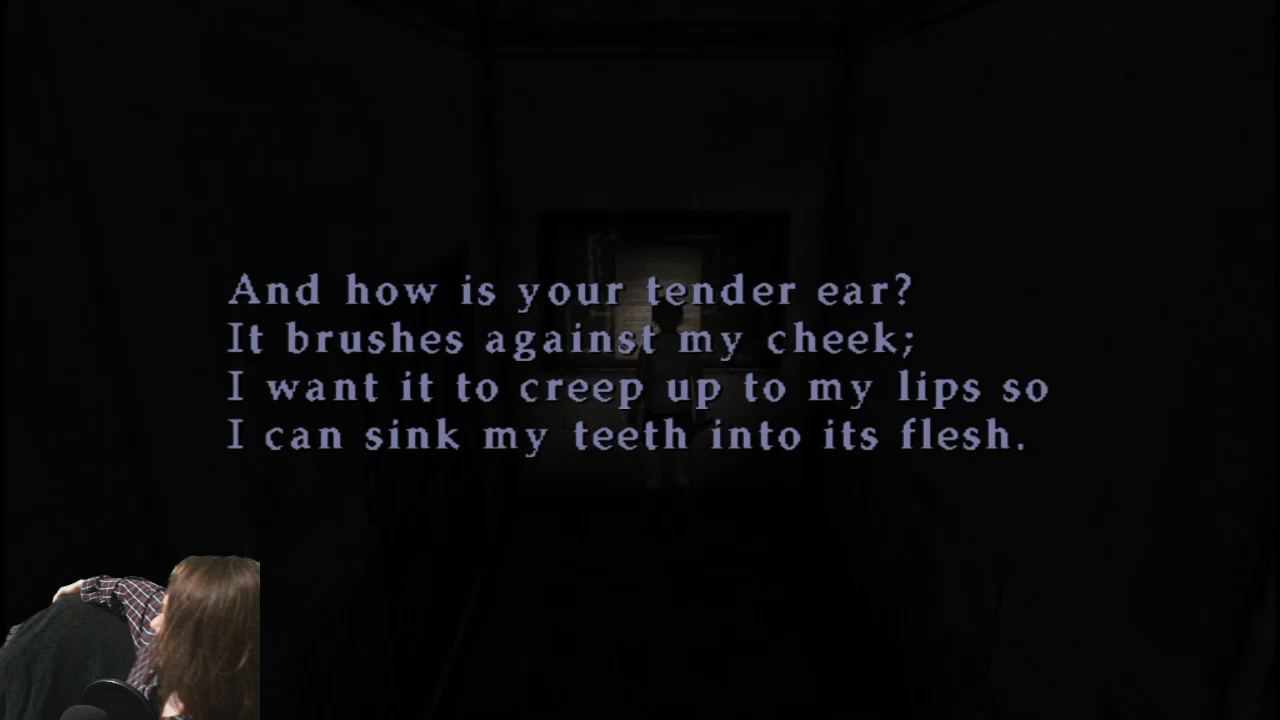 And how is your tender ear?
It brushes against my cheek;
I want it to creep up to my lips so
I can sink my teeth into its flesh.